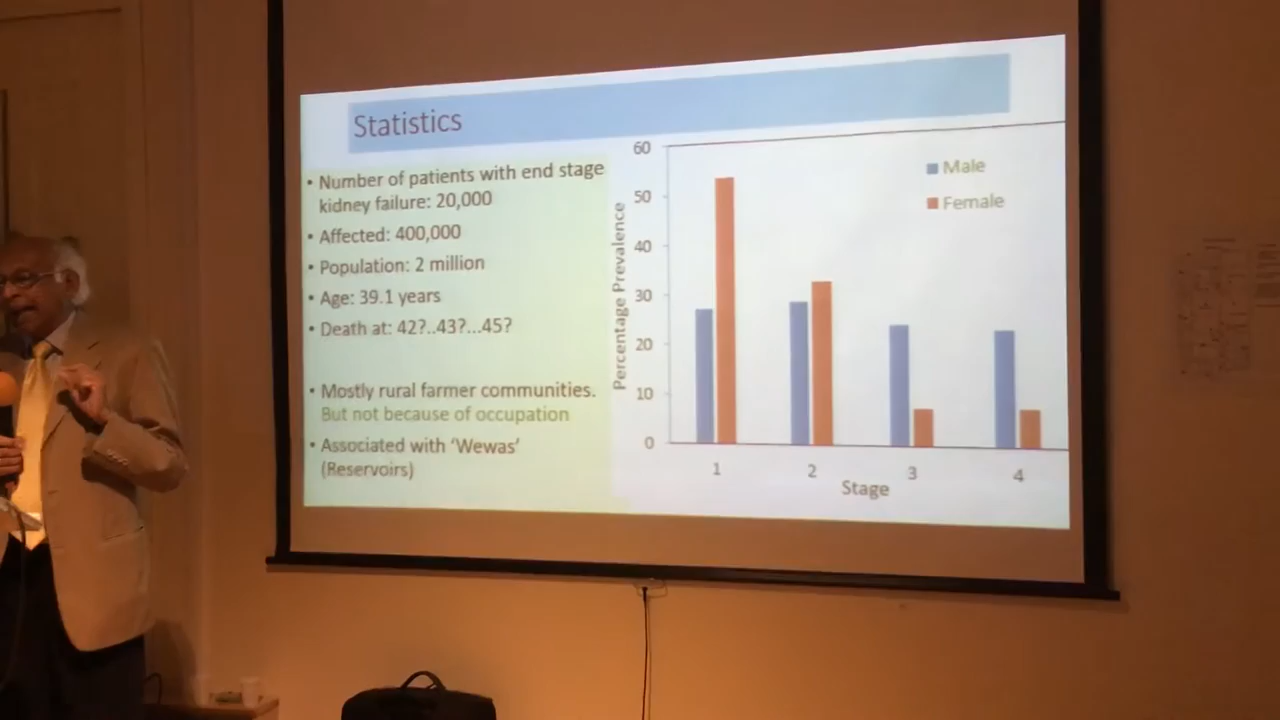 Statistics
• Number of patients with end stage
kidney failure: 20,000
• Affected: 400,000
• Population: 2 million
• Age: 39.1 years
• Death at: 42?..43?...45?
• Mostly rural farmer communities.
But not because of occupation
• Associated with ‘Wewas’
(Reservoirs)
Percentage Prevalence
60
50
40
30
20
10
0
Male
Female
1 2 3 4
Stage